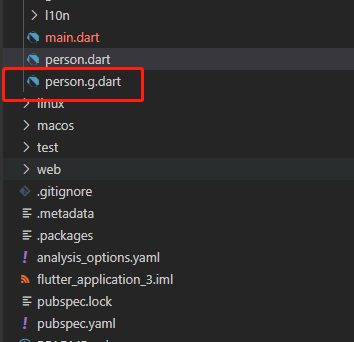 l10n
main.dart
person.dart
person.g.dart
linux
macos
test
web
.gitignore
.metadata
.packages
analysis_options.yaml
flutter_application_3.iml
pubspec.lock
pubspec.yaml